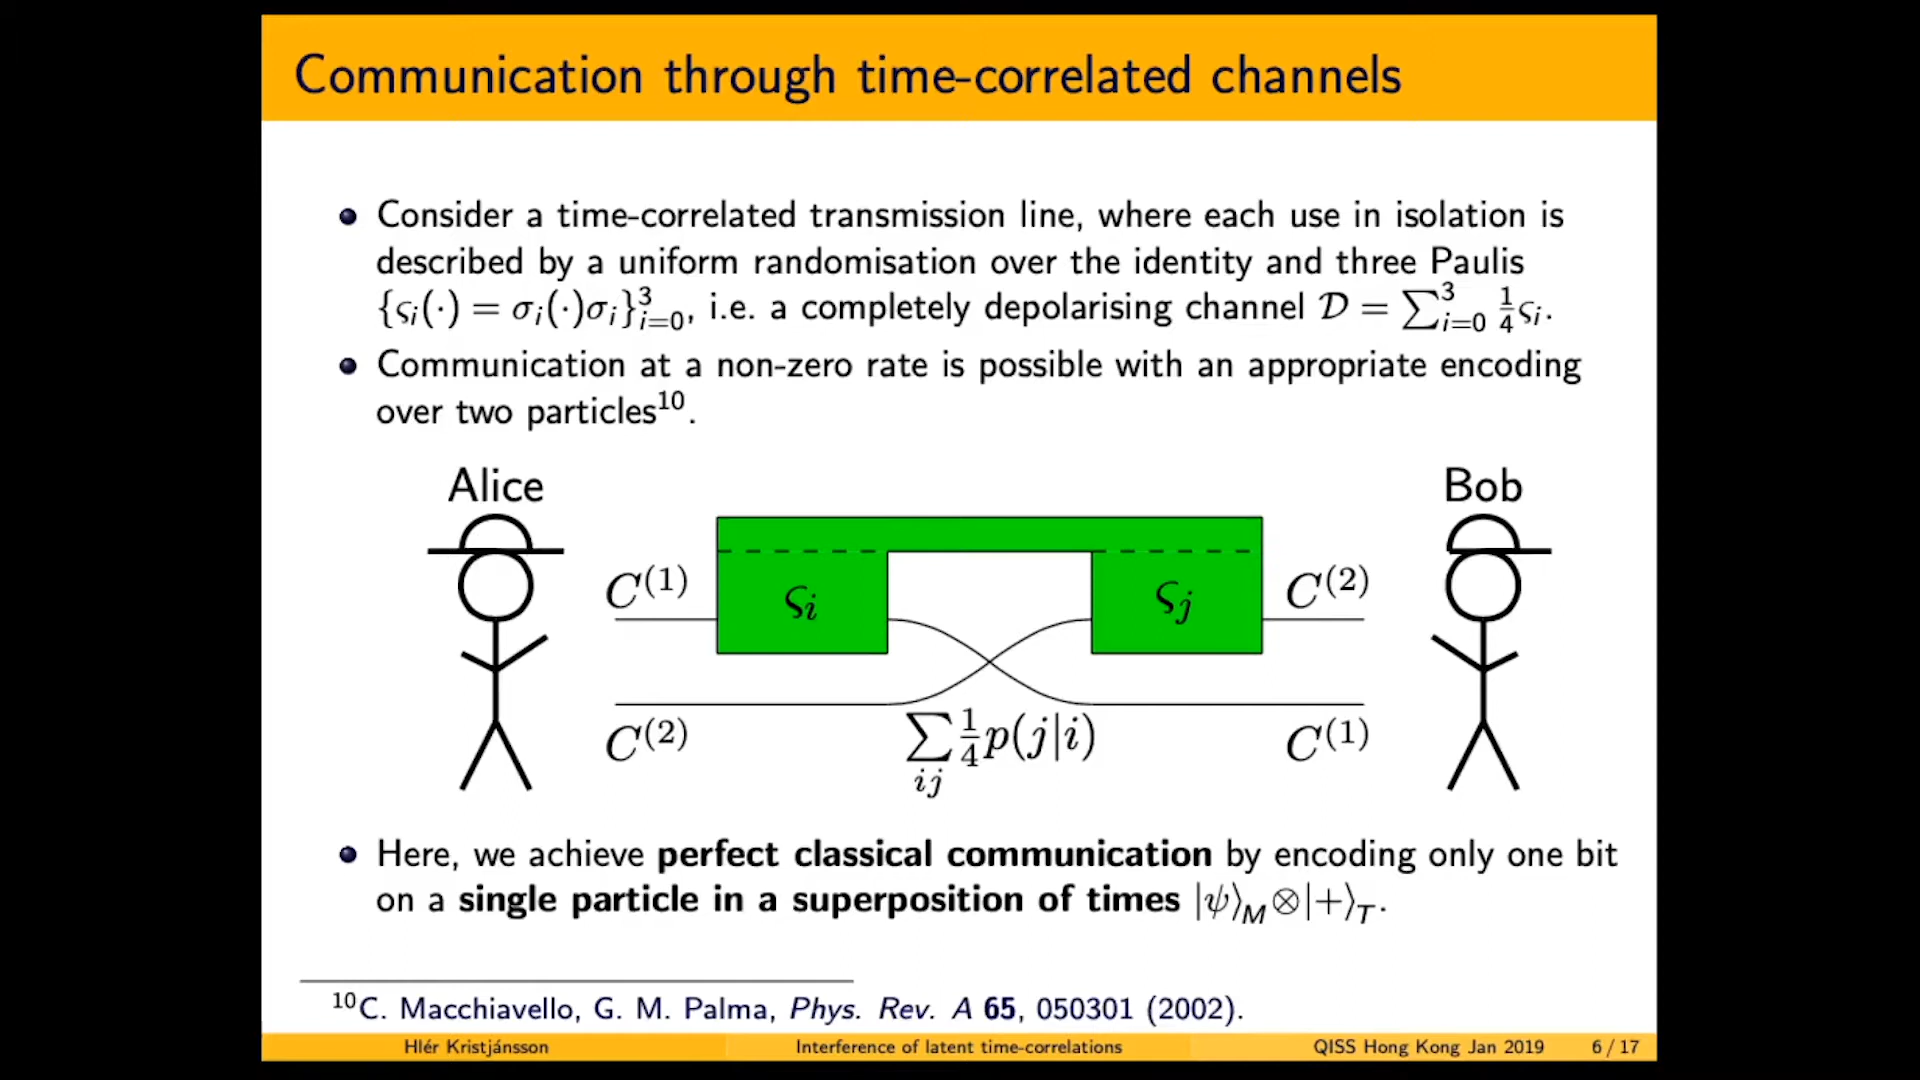 Communication through time-correlated channels
• Consider a time-correlated transmission line, where each use in isolation is
described by a uniform randomisation over the identity and three Paulis
{ςᵢ(·) = σᵢ(·)σᵢ}³ᵢ₌₀, i.e. a completely depolarising channel 𝒟 = ∑³ᵢ₌₀ ¼ςᵢ.
• Communication at a non-zero rate is possible with an appropriate encoding
over two particles¹⁰.
Alice
Bob
C⁽¹⁾
ςᵢ
ςⱼ
C⁽²⁾
C⁽²⁾
∑ᵢⱼ ¼p(j|i)
C⁽¹⁾
• Here, we achieve perfect classical communication by encoding only one bit
on a single particle in a superposition of times |ψ⟩_M ⊗|+⟩_T.
¹⁰C. Macchiavello, G. M. Palma, Phys. Rev. A 65, 050301 (2002).
Hlér Kristjánsson Interference of latent time-correlations QISS Hong Kong Jan 2019 6 / 17